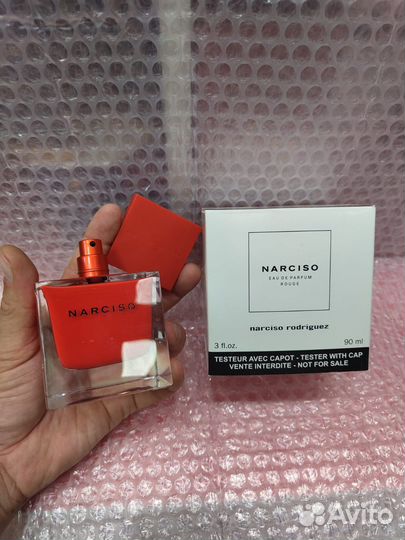 NARCISO
NARCISO
EAU DE PARFUM
ROUGE
narciso rodriguez
3 fl.oz. 90 ml
TESTEUR AVEC CAPOT - TESTER WITH CAP
VENTE INTERDITE - NOT FOR SALE
Avito